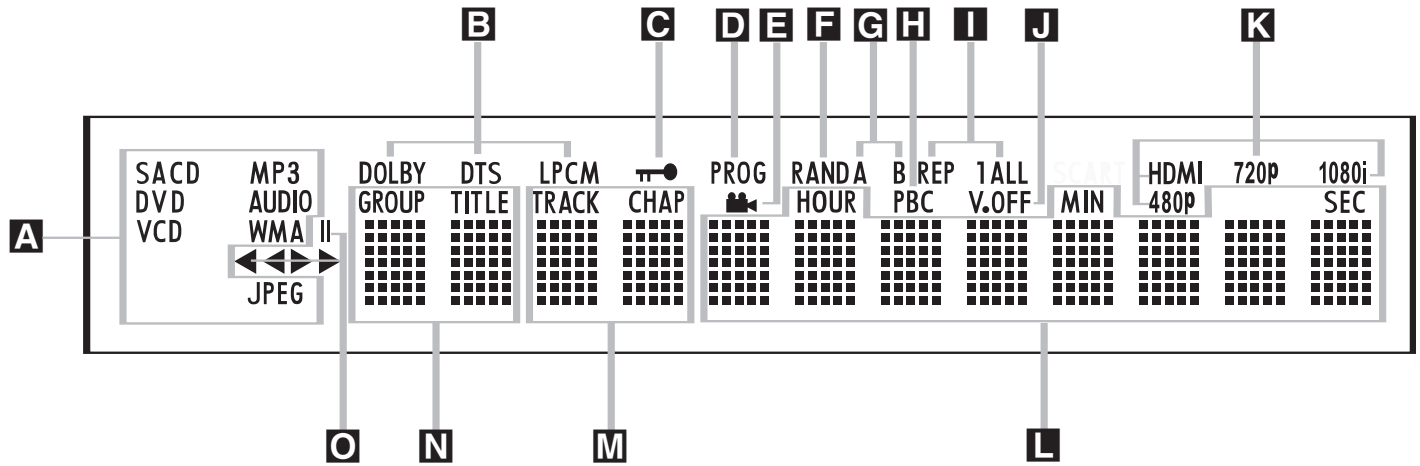 B C D E F G H I J K
DOLBY DTS LPCM PROG RAND A B REP 1 ALL SCART HDMI 720p 1080i
SACD MP3
GROUP TITLE TRACK CHAP HOUR PBC V.OFF MIN 480p SEC
DVD AUDIO
A VCD WMA II
JPEG
O N M L